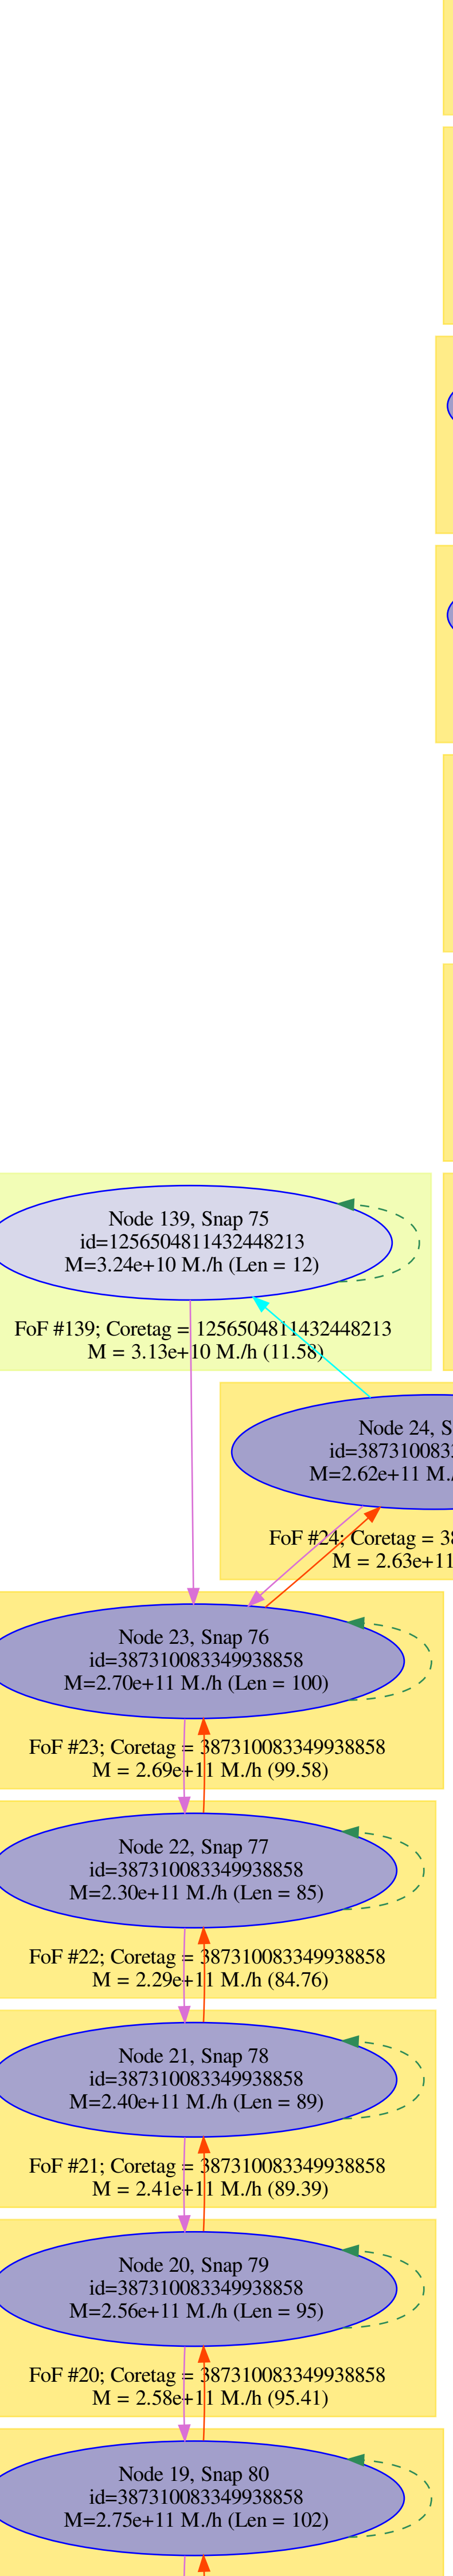 Node 139, Snap 75
id=1256504811432448213
M=3.24e+10 M./h (Len = 12)
FoF #139; Coretag = 1256504811432448213
M = 3.13e+10 M./h (11.58)
Node 24, S
id=3873100833
M=2.62e+11 M./
FoF #24; Coretag = 38
M = 2.63e+11
Node 23, Snap 76
id=387310083349938858
M=2.70e+11 M./h (Len = 100)
FoF #23; Coretag = 387310083349938858
M = 2.69e+11 M./h (99.58)
Node 22, Snap 77
id=387310083349938858
M=2.30e+11 M./h (Len = 85)
FoF #22; Coretag = 387310083349938858
M = 2.29e+11 M./h (84.76)
Node 21, Snap 78
id=387310083349938858
M=2.40e+11 M./h (Len = 89)
FoF #21; Coretag = 387310083349938858
M = 2.41e+11 M./h (89.39)
Node 20, Snap 79
id=387310083349938858
M=2.56e+11 M./h (Len = 95)
FoF #20; Coretag = 387310083349938858
M = 2.58e+11 M./h (95.41)
Node 19, Snap 80
id=387310083349938858
M=2.75e+11 M./h (Len = 102)